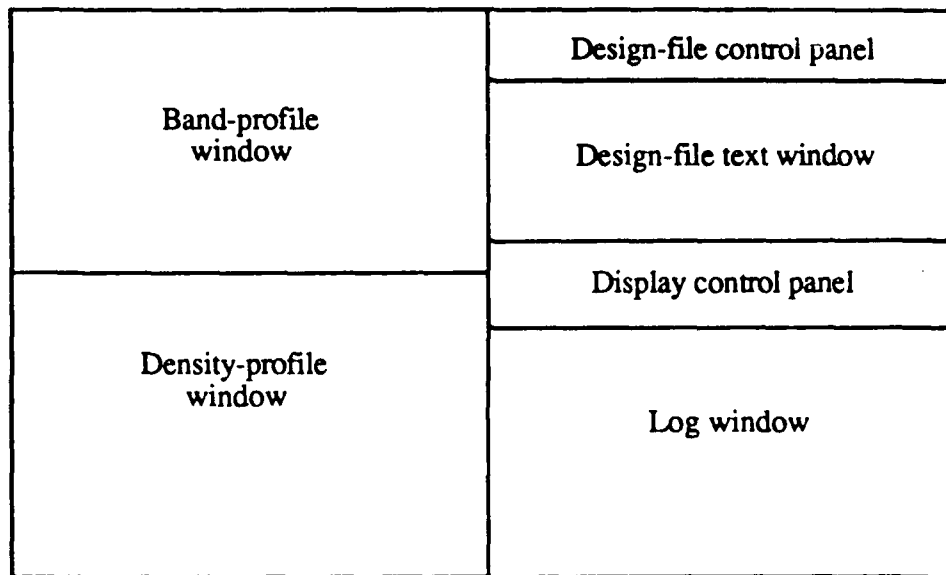 Band-profile
window
Density-profile
window
Design-file control panel
Design-file text window
Display control panel
Log window